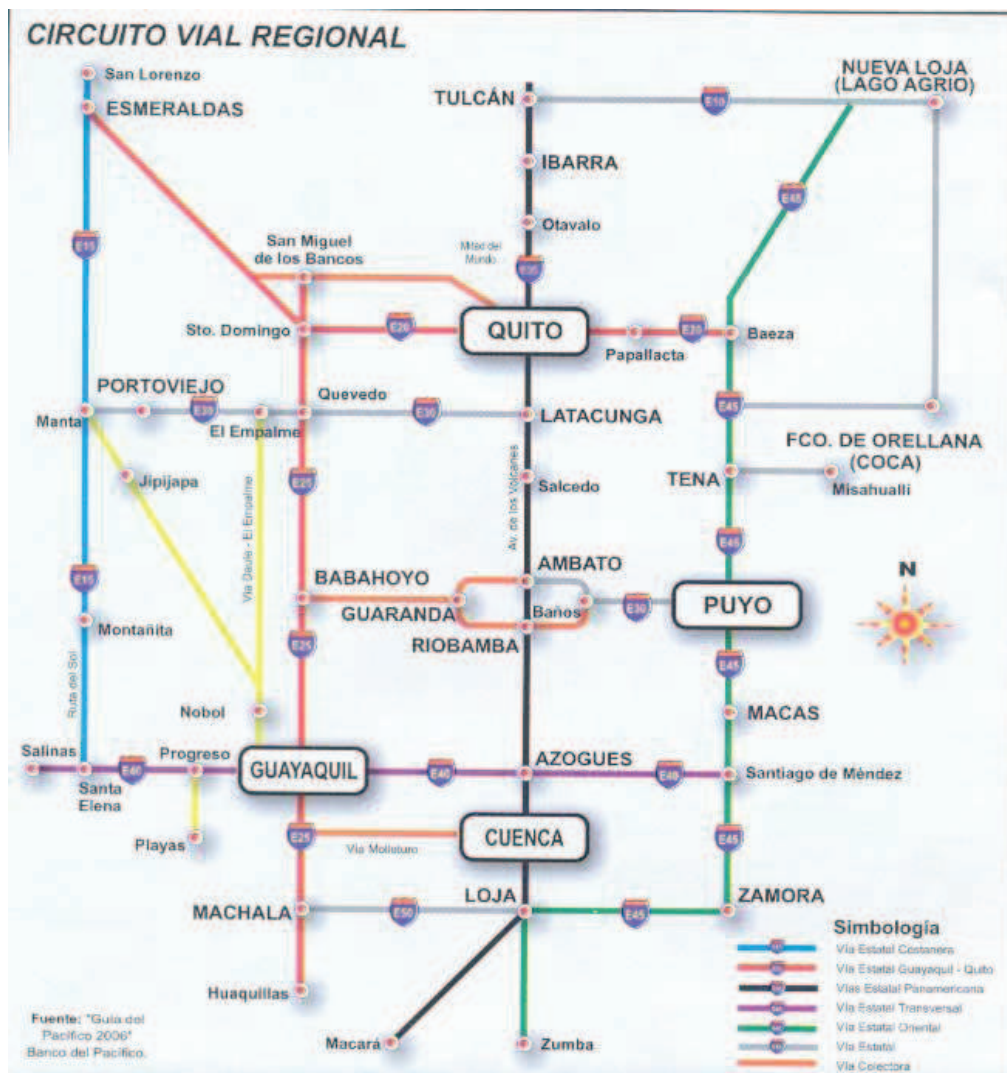 CIRCUITO VIAL REGIONAL
San Lorenzo
ESMERALDAS
TULCÁN
E10
NUEVA LOJA
(LAGO AGRIO)
IBARRA
E45
Otavalo
E15
San Miguel
de los Bancos
Mitad del
Mundo
E35
Sto. Domingo
E20
QUITO
Papallacta
E20
Baeza
PORTOVIEJO
Manta
E30
El Empalme
Quevedo
E30
LATACUNGA
E45
FCO. DE ORELLANA
(COCA)
Jipijapa
Vía Daule - El Empalme
E25
Av. de los Volcanes
Salcedo
TENA
Misahualli
E45
E15
BABAHOYO
GUARANDA
AMBATO
Baños
RIOBAMBA
E30
PUYO
N
Montañita
E25
E45
Ruta del Sol
Nobol
MACAS
Salinas
Santa
Elena
E40
Progreso
GUAYAQUIL
E40
AZOGUES
E40
Santiago de Méndez
Playas
E25
Vía Molleturo
CUENCA
E45
MACHALA
E50
LOJA
E45
ZAMORA
Huaquillas
Macará
Zumba
Fuente: "Guía del
Pacífico 2006"
Banco del Pacífico.
Simbología
Vía Estatal Costanera
Vía Estatal Guayaquil - Quito
Vías Estatal Panamericana
Vía Estatal Transversal
Vía Estatal Oriental
Vía Estatal
Vía Colectora